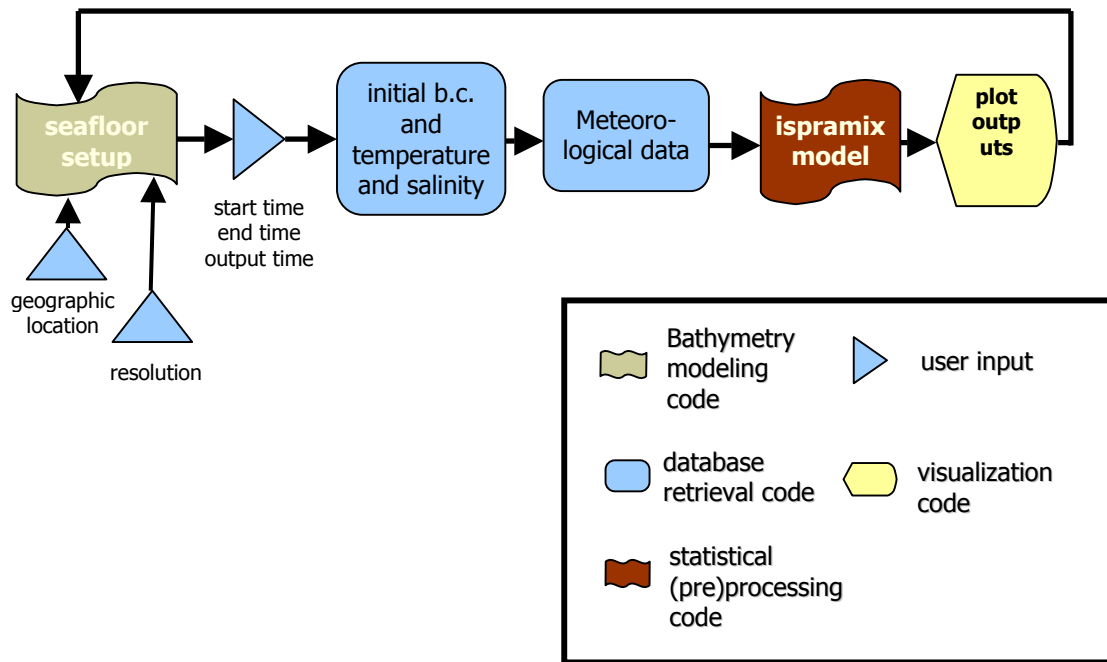 seafloor
setup
start time
end time
output time
geographic
location
resolution
initial b.c.
and
temperature
and salinity
Meteoro-
logical data
ispramix
model
plot
outp
uts
Bathymetry
modeling
code
user input
database
retrieval code
visualization
code
statistical
(pre)processing
code